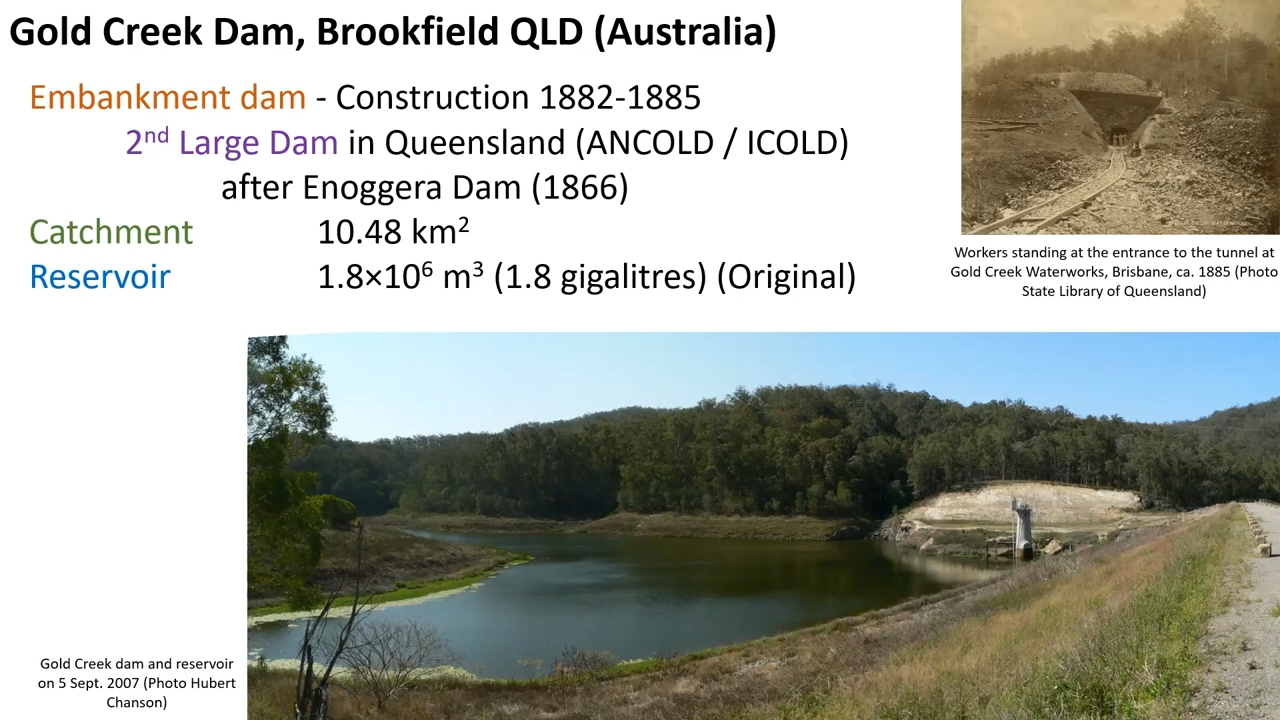 Gold Creek Dam, Brookfield QLD (Australia)
Embankment dam - Construction 1882-1885
2nd Large Dam in Queensland (ANCOLD / ICOLD)
after Enoggera Dam (1866)
Catchment 10.48 km²
Reservoir 1.8×10⁶ m³ (1.8 gigalitres) (Original)
Workers standing at the entrance to the tunnel at
Gold Creek Waterworks, Brisbane, ca. 1885 (Photo
State Library of Queensland)
Gold Creek dam and reservoir
on 5 Sept. 2007 (Photo Hubert
Chanson)